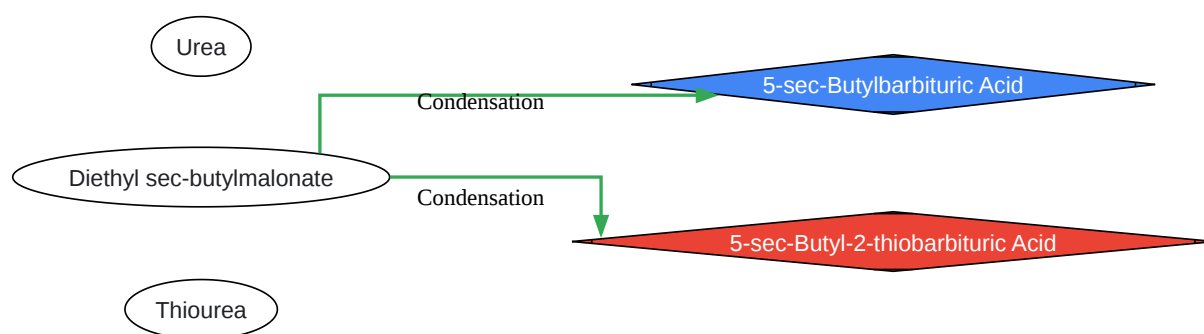 Urea
5-sec-Butylbarbituric Acid
Condensation
Diethyl sec-butylmalonate
Condensation
5-sec-Butyl-2-thiobarbituric Acid
Thiourea